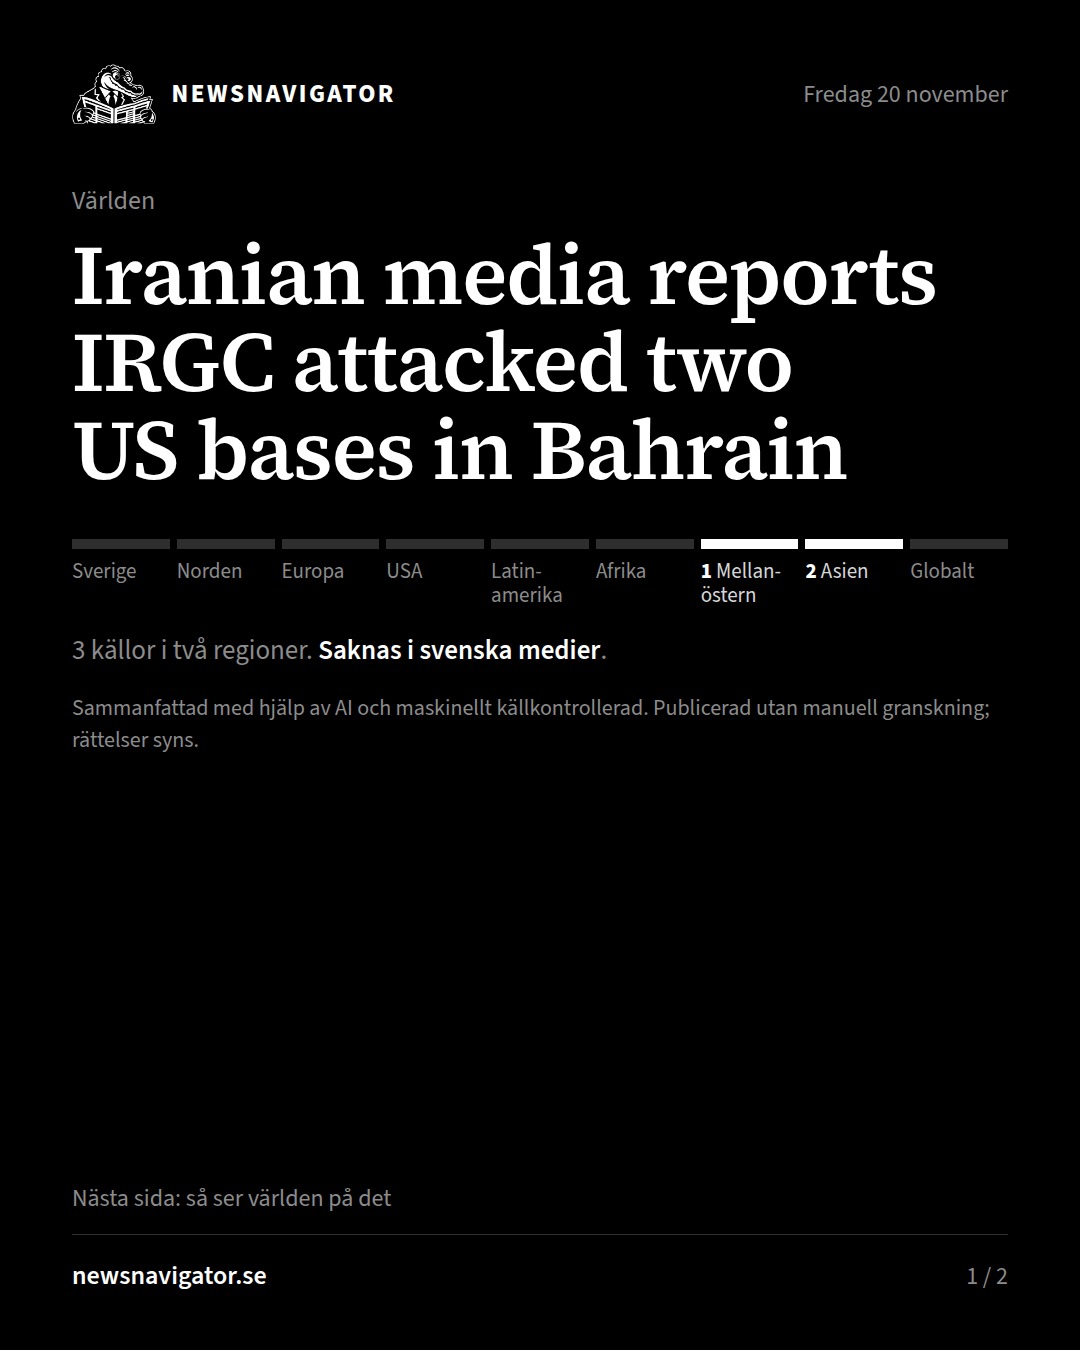 NEWSNAVIGATOR
Fredag 20 november
Världen
Iranian media reports
IRGC attacked two
US bases in Bahrain
Sverige
Norden
Europa
USA
Latin-
amerika
Afrika
1 Mellan-
östern
2 Asien
Globalt
3 källor i två regioner. Saknas i svenska medier.
Sammanfattad med hjälp av AI och maskinellt källkontrollerad. Publicerad utan manuell granskning;
rättelser syns.
Nästa sida: så ser världen på det
newsnavigator.se
1 / 2